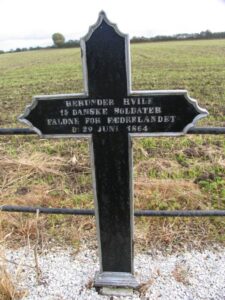 HERUNDER HVILE
15 DANSKE SOLDATER
FALDNE FOR FÆDRELANDET
D: 29 JUNI 1864